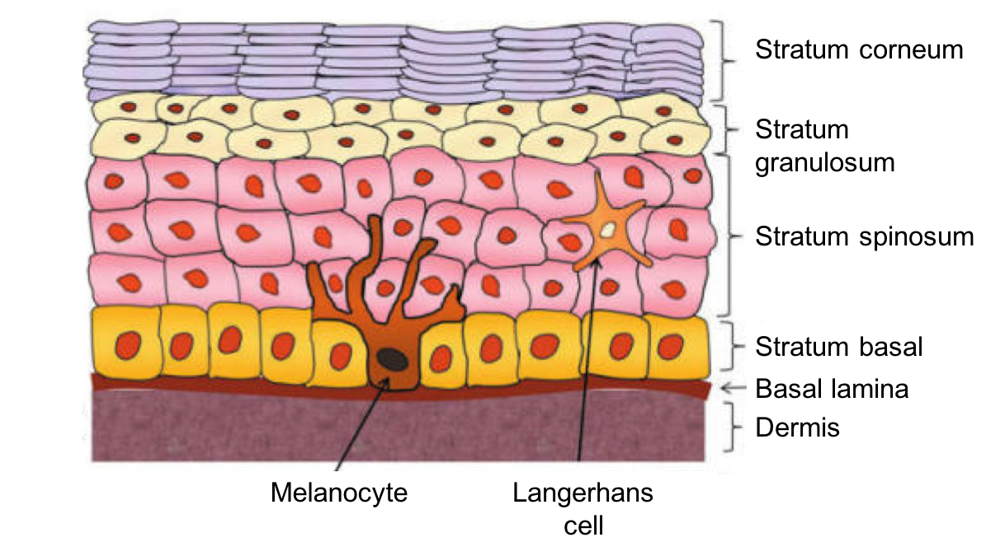 Stratum corneum
Stratum
granulosum
Stratum spinosum
Stratum basal
Basal lamina
Dermis
Melanocyte
Langerhans
cell